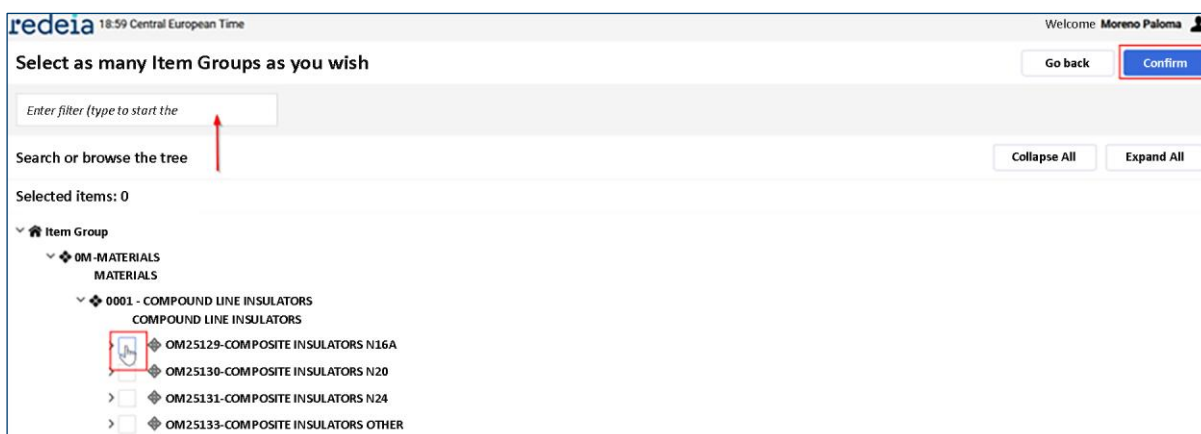 redeia 18:59 Central European Time Welcome Moreno Paloma
Select as many Item Groups as you wish Go back Confirm
Enter filter (type to start the
Search or browse the tree Collapse All Expand All
Selected items: 0
Item Group
0M-MATERIALS
MATERIALS
0001 - COMPOUND LINE INSULATORS
COMPOUND LINE INSULATORS
OM25129-COMPOSITE INSULATORS N16A
OM25130-COMPOSITE INSULATORS N20
OM25131-COMPOSITE INSULATORS N24
OM25133-COMPOSITE INSULATORS OTHER